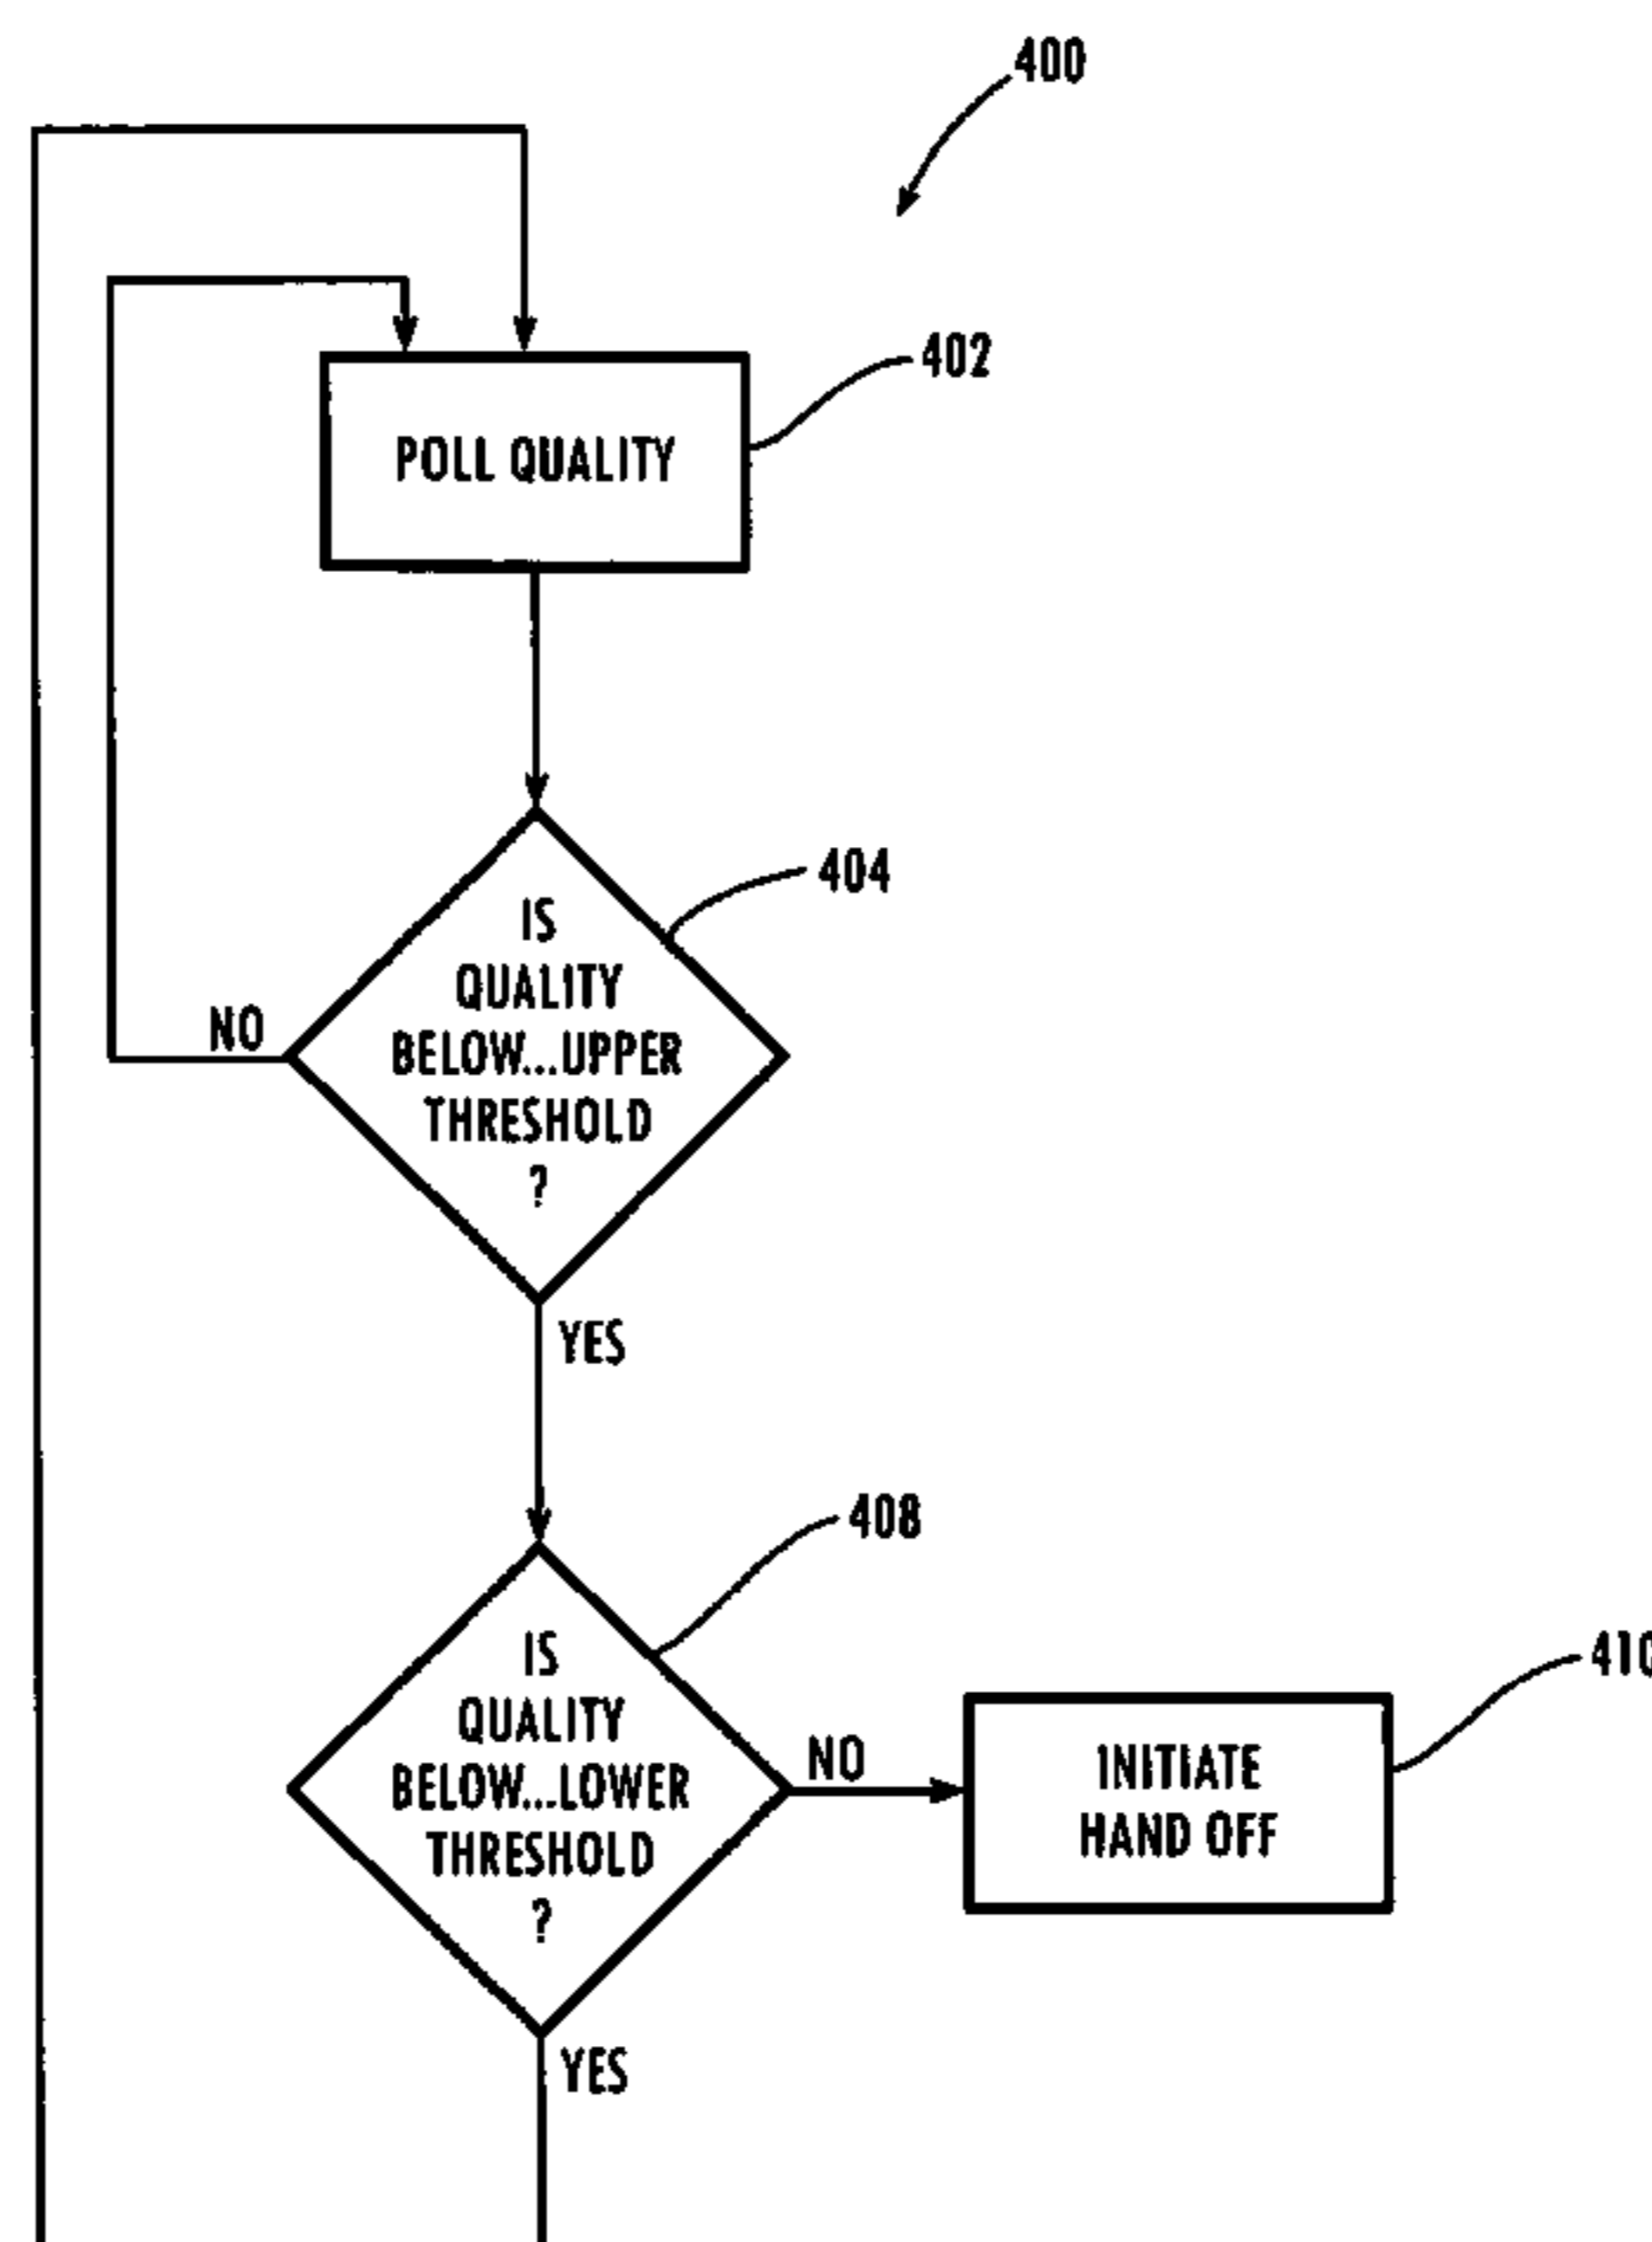 400
402
POLL QUALITY
404
IS
QUALITY
BELOW...UPPER
THRESHOLD
?
NO
YES
408
IS
QUALITY
BELOW...LOWER
THRESHOLD
?
NO
410
INITIATE
HAND OFF
YES